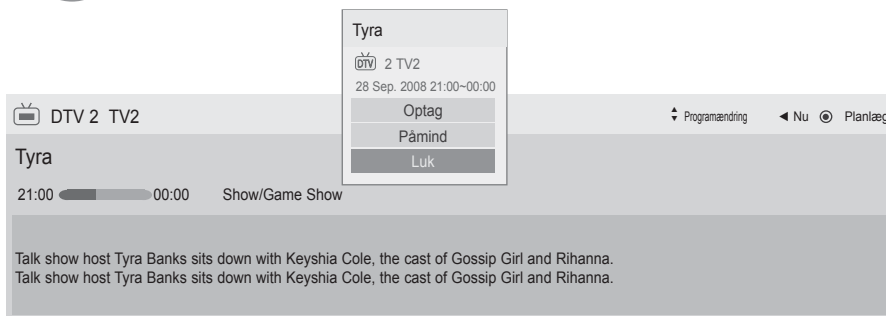 Tyra
DTV 2 TV2
28 Sep. 2008 21:00~00:00
Optag
Påmind
Luk
DTV 2 TV2
Programændring ◄ Nu ◉ Planlæg
Tyra
21:00 00:00 Show/Game Show
Talk show host Tyra Banks sits down with Keyshia Cole, the cast of Gossip Girl and Rihanna.
Talk show host Tyra Banks sits down with Keyshia Cole, the cast of Gossip Girl and Rihanna.